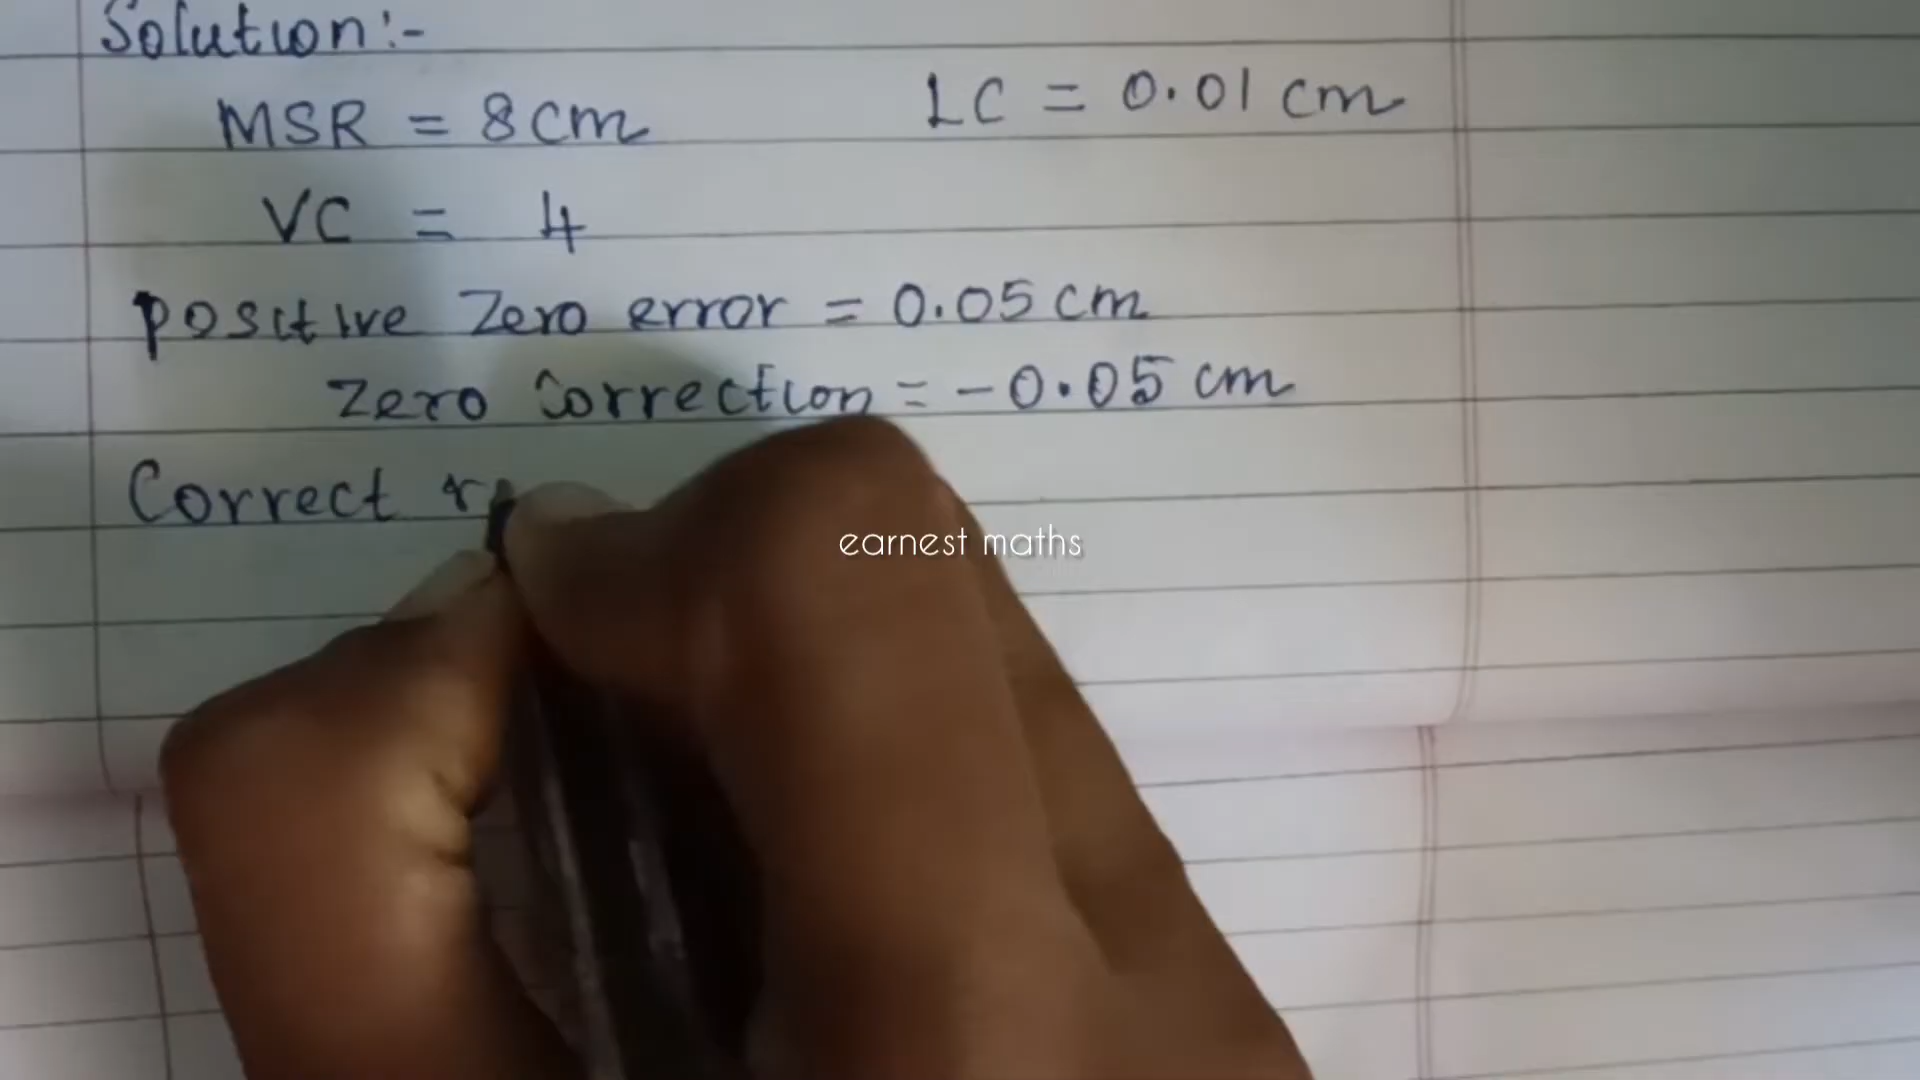 Solution:-
MSR = 8 cm
LC = 0.01 cm
VC = 4
positive Zero error = 0.05 cm
Zero Correction = -0.05 cm
Correct
earnest maths